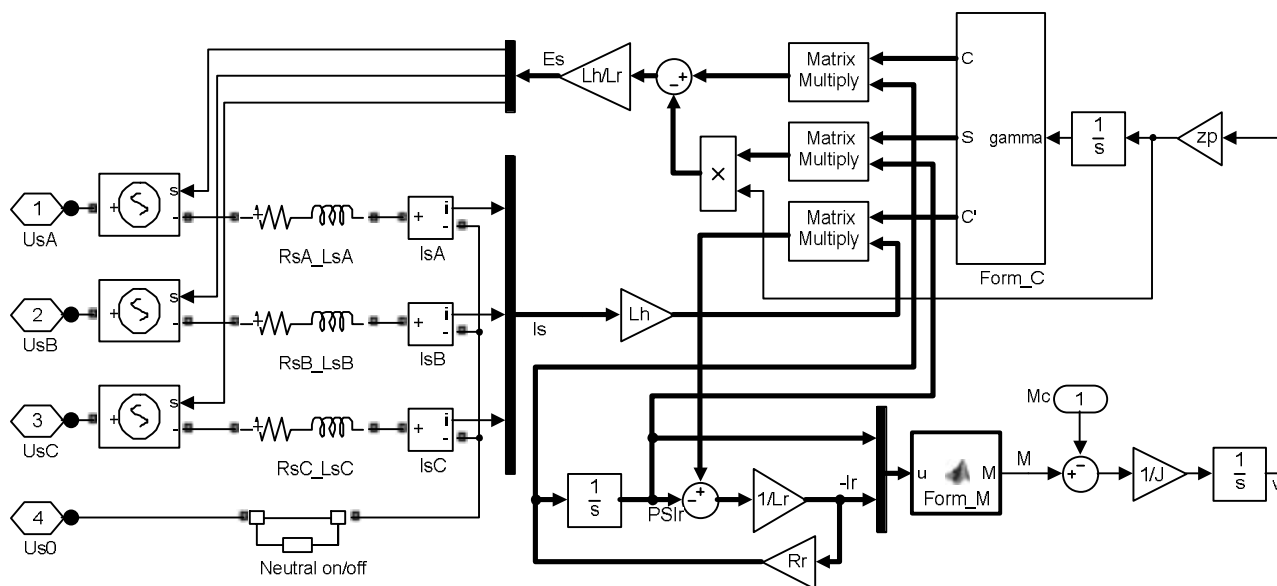 Es
Lh/Lr
- +
Matrix
Multiply
C
Matrix
Multiply
S
gamma
1
s
zp
×
Matrix
Multiply
C'
Form_C
1
UsA
+
s
-
+
RsA_LsA
+
i
-
IsA
2
UsB
+
s
-
+
RsB_LsB
+
i
-
IsB
Is
Lh
3
UsC
+
s
-
+
RsC_LsC
+
i
-
IsC
4
Us0
Neutral on/off
1
s
PSIr
- +
1/Lr
-Ir
Rr
u
M
Form_M
M
Mc
1
+ -
1/J
1
s